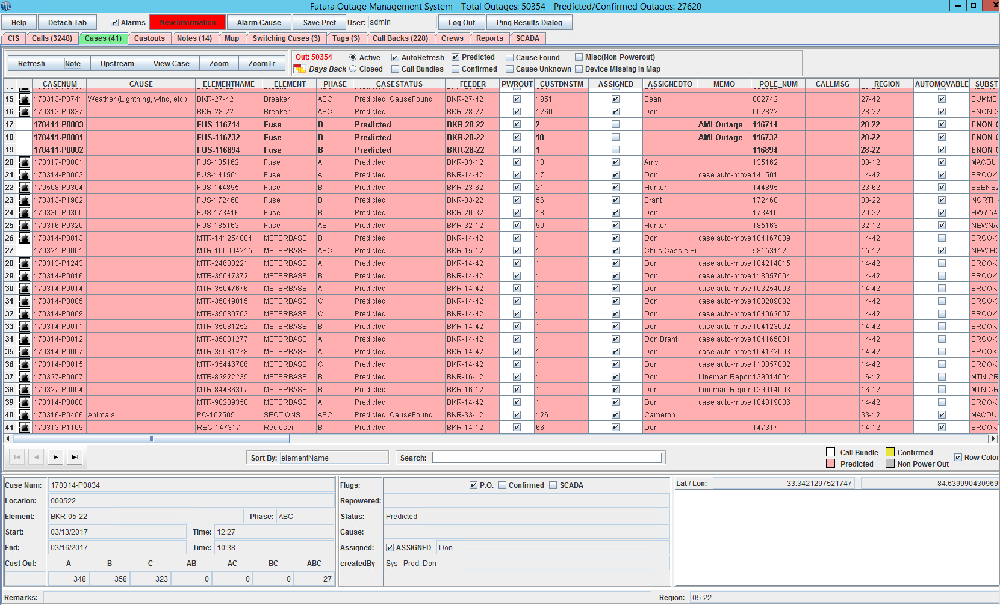 Futura Outage Management System - Total Outages: 50354 - Predicted/Confirmed Outages: 27620
Help Detach Tab Alarms New Information Alarm Cause Save Pref User: admin Log Out Ping Results Dialog
CIS Calls (3248) Cases (41) Custouts Notes (14) Map Switching Cases (3) Tags (3) Call Backs (228) Crews Reports SCADA
Out: 50354 Active AutoRefresh Predicted Cause Found Misc(Non-Powerout)
Refresh Note Upstream View Case Zoom ZoomTr
Days Back Closed Call Bundles Confirmed Cause Unknown Device Missing in Map
CASENUM CAUSE ELEMENTNAME ELEMENT PHASE CASESTATUS FEEDER PWROUT CUSTDNSTM ASSIGNED ASSIGNEDTO MEMO POLE_NUM CALLMSG REGION AUTOMOVABLE SUBST
15 170313-P0741 Weather (Lightning, wind, etc.) BKR-27-42 Breaker ABC Predicted: CauseFound BKR-27-42 1951 Sean 002742 27-42 SUMME
16 170313-P0837 BKR-28-22 Breaker ABC Predicted BKR-28-22 1260 Don 002822 28-22 ENON G
17 170411-P0003 FUS-116714 Fuse B Predicted BKR-28-22 2 AMI Outage 116714 28-22 ENON
18 170411-P0001 FUS-116732 Fuse B Predicted BKR-28-22 18 AMI Outage 116732 28-22 ENON
19 170411-P0002 FUS-116894 Fuse B Predicted BKR-28-22 1 116894 28-22 ENON
20 170317-P0001 FUS-135162 Fuse A Predicted BKR-33-12 13 Amy 135162 33-12 MACDU
21 170314-P0003 FUS-141501 Fuse A Predicted BKR-14-42 17 Don case auto-move 141501 14-42 BROOK
22 170508-P0304 FUS-144895 Fuse B Predicted BKR-23-62 21 Hunter 144895 23-62 EBENEZ
23 170313-P1982 FUS-172460 Fuse B Predicted BKR-03-22 56 Brant 172460 03-22 NORTH
24 170330-P0360 FUS-173416 Fuse B Predicted BKR-20-32 18 Don 173416 20-32 HWY 54
25 170316-P0320 FUS-185163 Fuse AB Predicted BKR-32-12 90 Hunter 185163 32-12 NEWNA
26 170314-P0013 MTR-141254004 METERBASE B Predicted BKR-14-42 1 Don 104167009 14-42 BROOK
27 170321-P0001 MTR-160004215 METERBASE ABC Predicted BKR-15-12 1 Chris,Cassie,Br 58153112 15-12 NEW HO
28 170313-P1243 MTR-24683221 METERBASE A Predicted BKR-14-42 1 Don case auto-move 104214015 14-42 BROOK
29 170314-P0016 MTR-35047372 METERBASE B Predicted BKR-14-42 1 Don case auto-move 118057004 14-42 BROOK
30 170314-P0014 MTR-35047676 METERBASE A Predicted BKR-14-42 1 Don case auto-move 103254003 14-42 BROOK
31 170314-P0005 MTR-35049815 METERBASE C Predicted BKR-14-42 1 Don case auto-move 103209002 14-42 BROOK
32 170314-P0009 MTR-35080703 METERBASE C Predicted BKR-14-42 1 Don case auto-move 104062007 14-42 BROOK
33 170314-P0011 MTR-35081252 METERBASE B Predicted BKR-14-42 1 Don case auto-move 104123002 14-42 BROOK
34 170314-P0012 MTR-35081277 METERBASE A Predicted BKR-14-42 1 Don,Brant case auto-move 104165001 14-42 BROOK
35 170314-P0007 MTR-35081278 METERBASE A Predicted BKR-14-42 1 Don case auto-move 104172003 14-42 BROOK
36 170314-P0015 MTR-35446786 METERBASE C Predicted BKR-14-42 1 Don case auto-move 118057002 14-42 BROOK
37 170327-P0007 MTR-82922235 METERBASE B Predicted BKR-16-12 1 Don Lineman Repor 139014004 16-12 MTN CR
38 170327-P0004 MTR-84486317 METERBASE B Predicted BKR-16-12 1 Don Lineman Repor 139014003 16-12 MTN CR
39 170314-P0008 MTR-98209350 METERBASE A Predicted BKR-14-42 1 Don case auto-move 104019006 14-42 BROOK
40 170316-P0466 Animals PC-102505 SECTIONS ABC Predicted: CauseFound BKR-33-12 126 Cameron 33-12 MACDU
41 170313-P1109 REC-147317 Recloser B Predicted BKR-14-12 66 Don 147317 14-12 BROOK
Sort By: elementName Search: Call Bundle Confirmed Row Color
Predicted Non Power Out
Case Num: 170314-P0834 Flags: P.O. Confirmed SCADA Lat / Lon: 33.3421297521747 -84.639990430969
Location: 000522 Repowered:
Element: BKR-05-22 Phase: ABC Status: Predicted
Start: 03/13/2017 Time: 12:27 Cause:
End: 03/16/2017 Time: 10:38 Assigned: ASSIGNED Don
Cust Out: A B C AB AC BC ABC createdBy Sys Pred: Don
348 358 323 0 0 0 27
Remarks: Region: 05-22